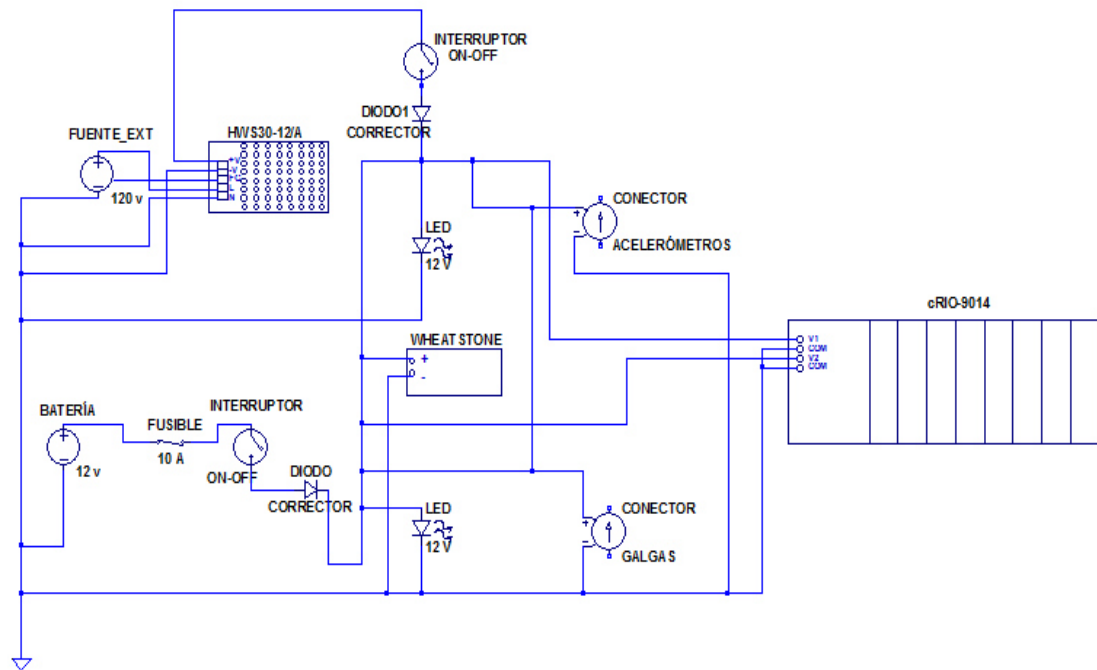 INTERRUPTOR
ON-OFF
DIODO1
CORRECTOR
FUENTE_EXT
HWS30-12/A
+V
-V
L
N
+
-
120 v
CONECTOR
+
-
ACELERÓMETROS
LED
12 V
cRIO-9014
V1
COM
V2
COM
WHEATSTONE
+
-
BATERÍA
+
-
12 v
FUSIBLE
10 A
INTERRUPTOR
ON-OFF
DIODO
CORRECTOR
LED
12 V
CONECTOR
+
-
GALGAS